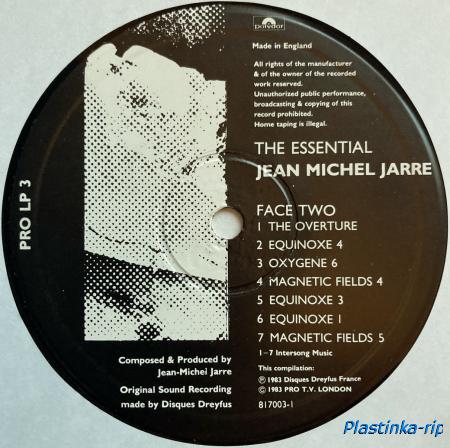 polydor
Made in England
All rights of the manufacturer
& of the owner of the recorded
work reserved.
Unauthorized public performance,
broadcasting & copying of this
record prohibited.
Home taping is illegal.
THE ESSENTIAL
JEAN MICHEL JARRE
PRO LP 3
FACE TWO
1 THE OVERTURE
2 EQUINOXE 4
3 OXYGENE 6
4 MAGNETIC FIELDS 4
5 EQUINOXE 3
6 EQUINOXE 1
7 MAGNETIC FIELDS 5
1–7 Intersong Music
Composed & Produced by
Jean-Michei Jarre
Original Sound Recording
made by Disques Dreyfus
This compilation:
℗ 1983 Disques Dreyfus France
© 1983 PRO T.V. LONDON
817003-1
Plastinka-rip